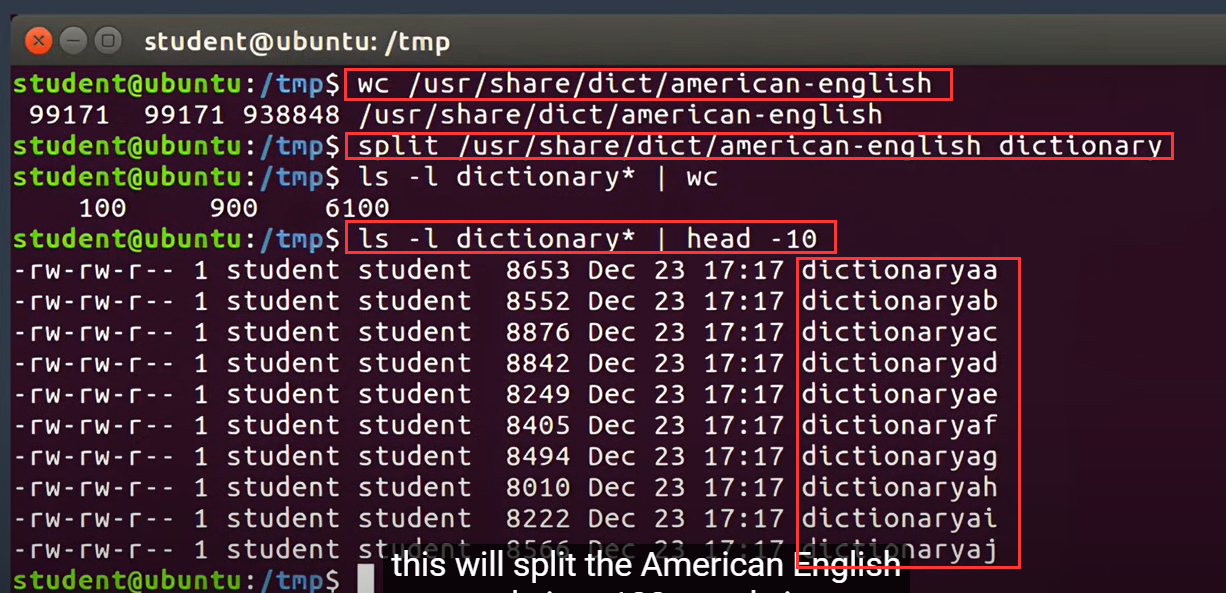 student@ubuntu: /tmp
student@ubuntu:/tmp$ wc /usr/share/dict/american-english
99171 99171 938848 /usr/share/dict/american-english
student@ubuntu:/tmp$ split /usr/share/dict/american-english dictionary
student@ubuntu:/tmp$ ls -l dictionary* | wc
100 900 6100
student@ubuntu:/tmp$ ls -l dictionary* | head -10
-rw-rw-r-- 1 student student 8653 Dec 23 17:17 dictionaryaa
-rw-rw-r-- 1 student student 8552 Dec 23 17:17 dictionaryab
-rw-rw-r-- 1 student student 8876 Dec 23 17:17 dictionaryac
-rw-rw-r-- 1 student student 8842 Dec 23 17:17 dictionaryad
-rw-rw-r-- 1 student student 8249 Dec 23 17:17 dictionaryae
-rw-rw-r-- 1 student student 8405 Dec 23 17:17 dictionaryaf
-rw-rw-r-- 1 student student 8494 Dec 23 17:17 dictionaryag
-rw-rw-r-- 1 student student 8010 Dec 23 17:17 dictionaryah
-rw-rw-r-- 1 student student 8222 Dec 23 17:17 dictionaryai
-rw-rw-r-- 1 student student 8566 Dec 23 17:17 dictionaryaj
student@ubuntu:/tmp$
this will split the American English